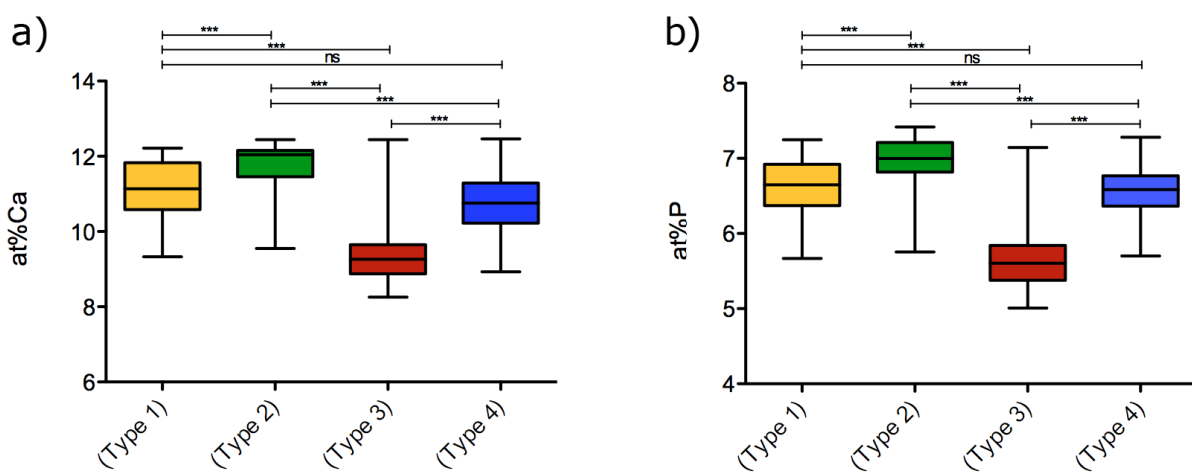 a)
***
***
ns
***
***
***
at%Ca
14
12
10
8
6
(Type 1)
(Type 2)
(Type 3)
(Type 4)
b)
***
***
ns
***
***
***
at%P
8
7
6
5
4
(Type 1)
(Type 2)
(Type 3)
(Type 4)